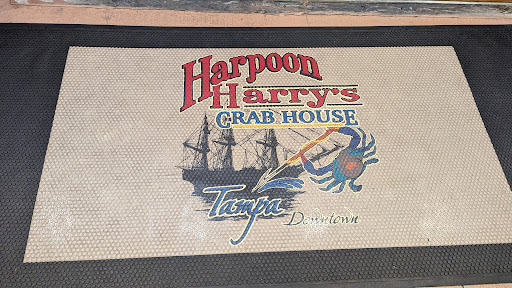 Harpoon
Harry's
CRAB HOUSE
Tampa
Downtown